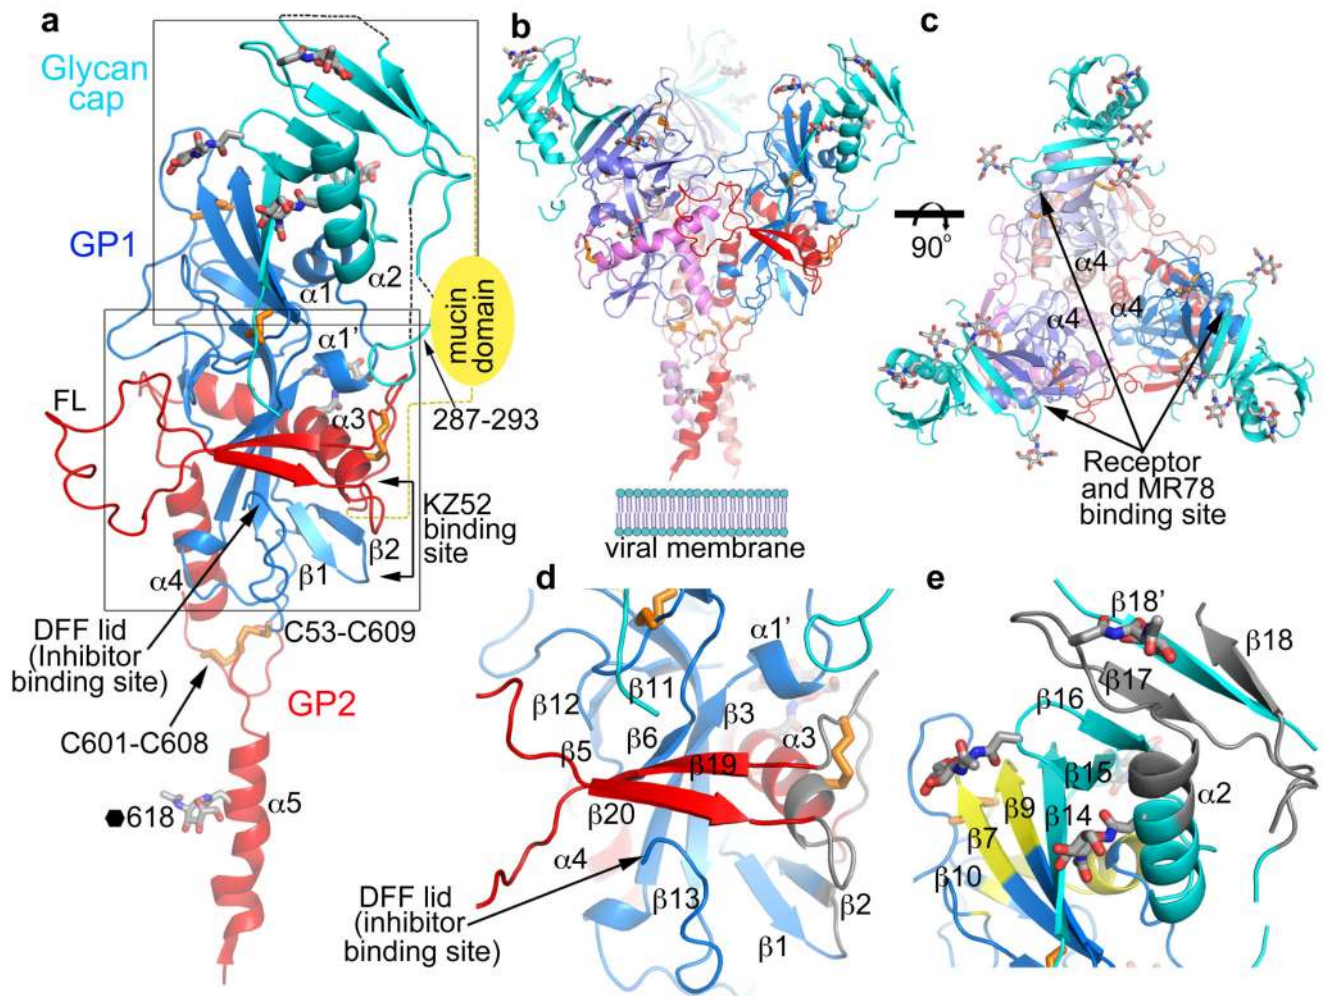 a
Glycan
cap
GP1
α1
α2
α1'
mucin
domain
FL
α3
287-293
KZ52
binding
site
β2
β1
α4
DFF lid
(Inhibitor
binding site)
C53-C609
GP2
C601-C608
618
α5
b
viral membrane
c
90°
α4
α4
α4
Receptor
and MR78
binding site
d
α1'
β11
β12
β3
β6
β5
α3
β19
β20
α4
DFF lid
(inhibitor
binding site)
β13
β2
β1
e
β18'
β18
β17
β16
β15
α2
β9
β14
β7
β10